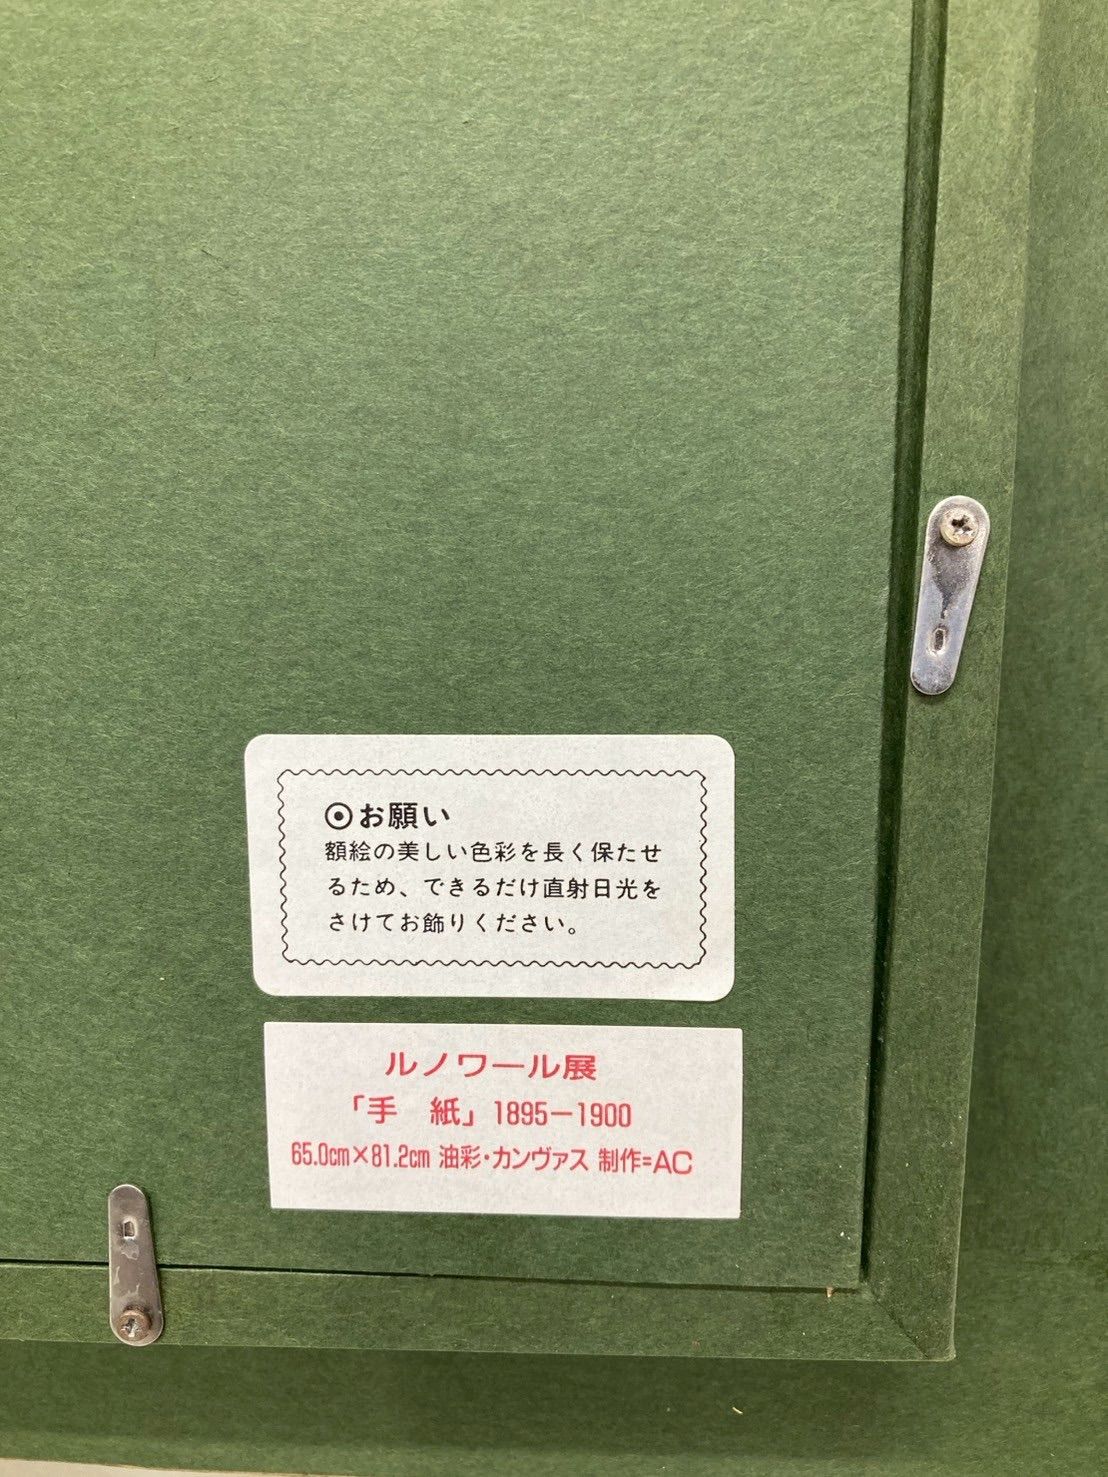 ⦿お願い
額絵の美しい色彩を長く保たせ
るため、できるだけ直射日光を
さけてお飾りください。
ルノワール展
「手　紙」1895－1900
65.0cm×81.2cm 油彩・カンヴァス 制作=AC